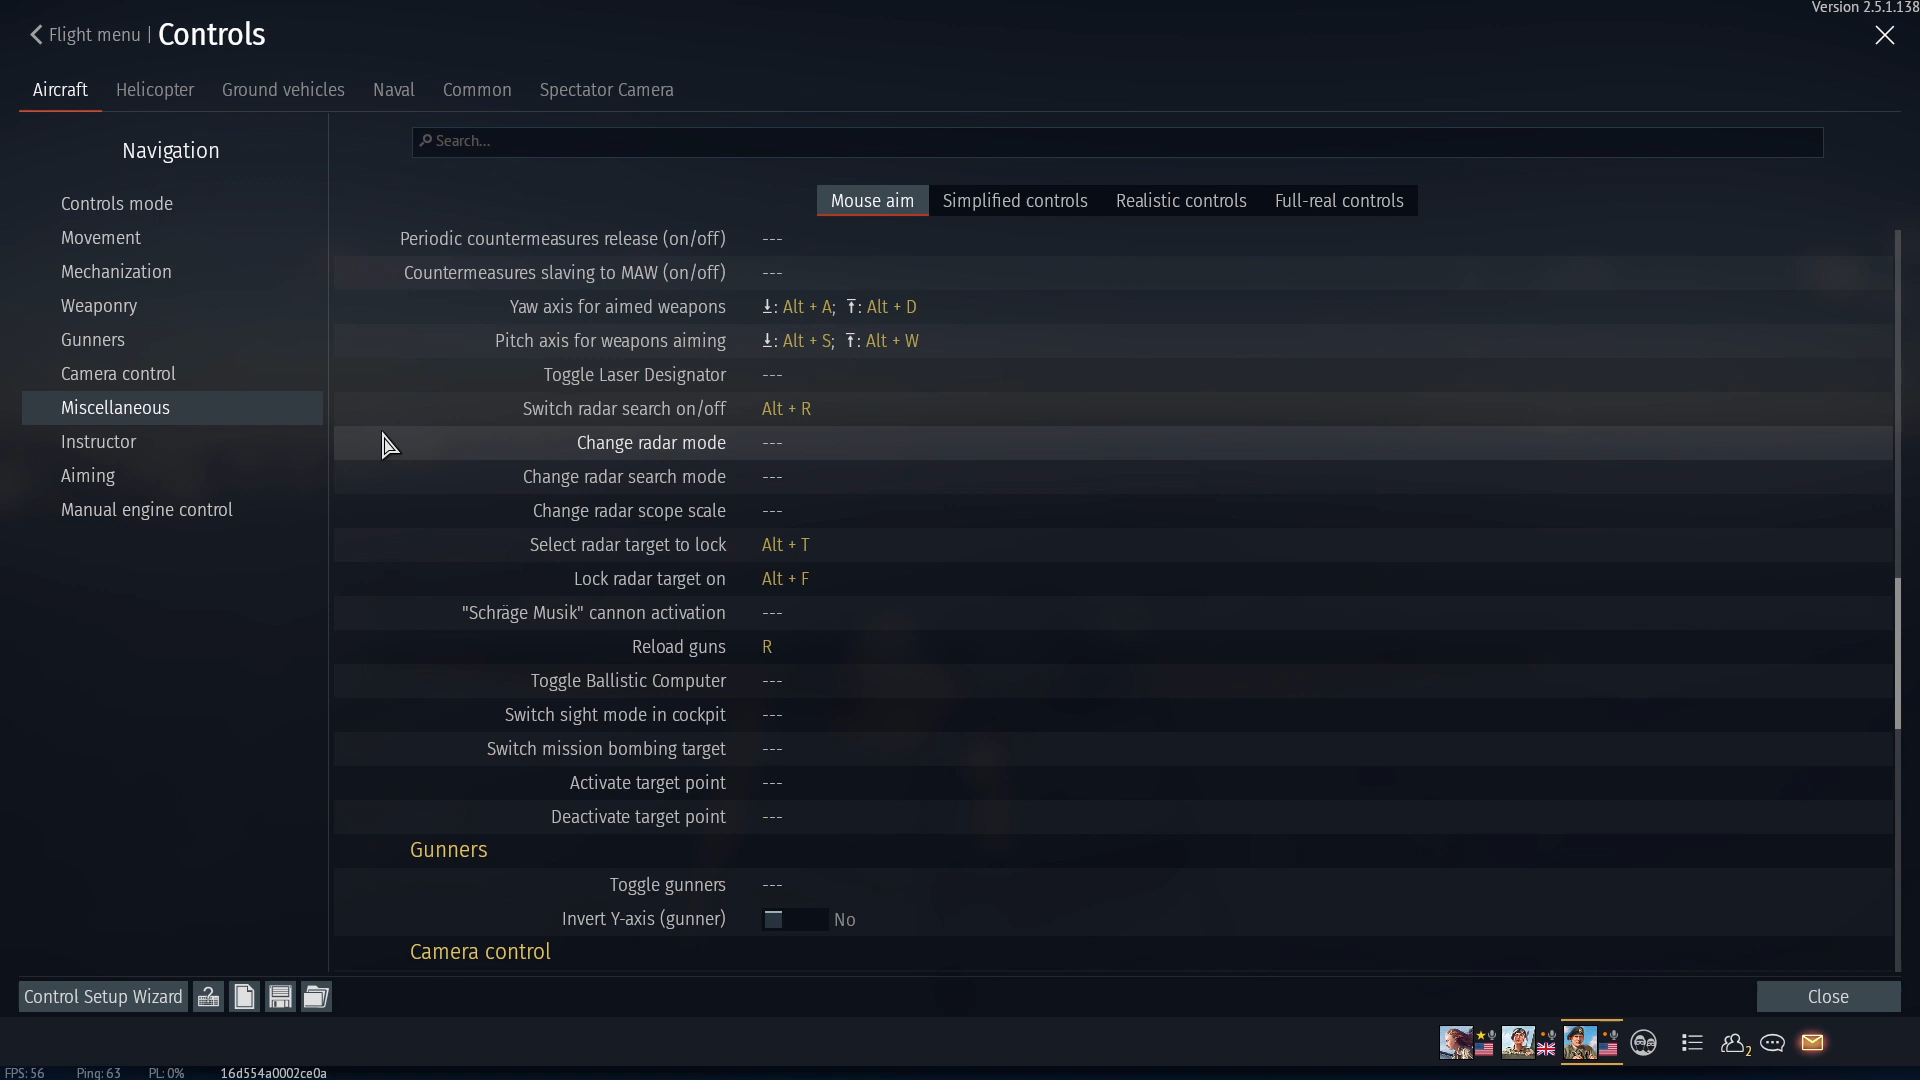 Version 2.5.1.138
Flight menu | Controls
Aircraft Helicopter Ground vehicles Naval Common Spectator Camera
Navigation
Controls mode
Movement
Mechanization
Weaponry
Gunners
Camera control
Miscellaneous
Instructor
Aiming
Manual engine control
Search...
Mouse aim Simplified controls Realistic controls Full-real controls
Periodic countermeasures release (on/off) ---
Countermeasures slaving to MAW (on/off) ---
Yaw axis for aimed weapons ↓: Alt + A; ↑: Alt + D
Pitch axis for weapons aiming ↓: Alt + S; ↑: Alt + W
Toggle Laser Designator ---
Switch radar search on/off Alt + R
Change radar mode ---
Change radar search mode ---
Change radar scope scale ---
Select radar target to lock Alt + T
Lock radar target on Alt + F
"Schräge Musik" cannon activation ---
Reload guns R
Toggle Ballistic Computer ---
Switch sight mode in cockpit ---
Switch mission bombing target ---
Activate target point ---
Deactivate target point ---
Gunners
Toggle gunners ---
Invert Y-axis (gunner) No
Camera control
Control Setup Wizard ? Close
2
FPS: 56 Ping: 63 PL: 0% 16d554a0002ce0a